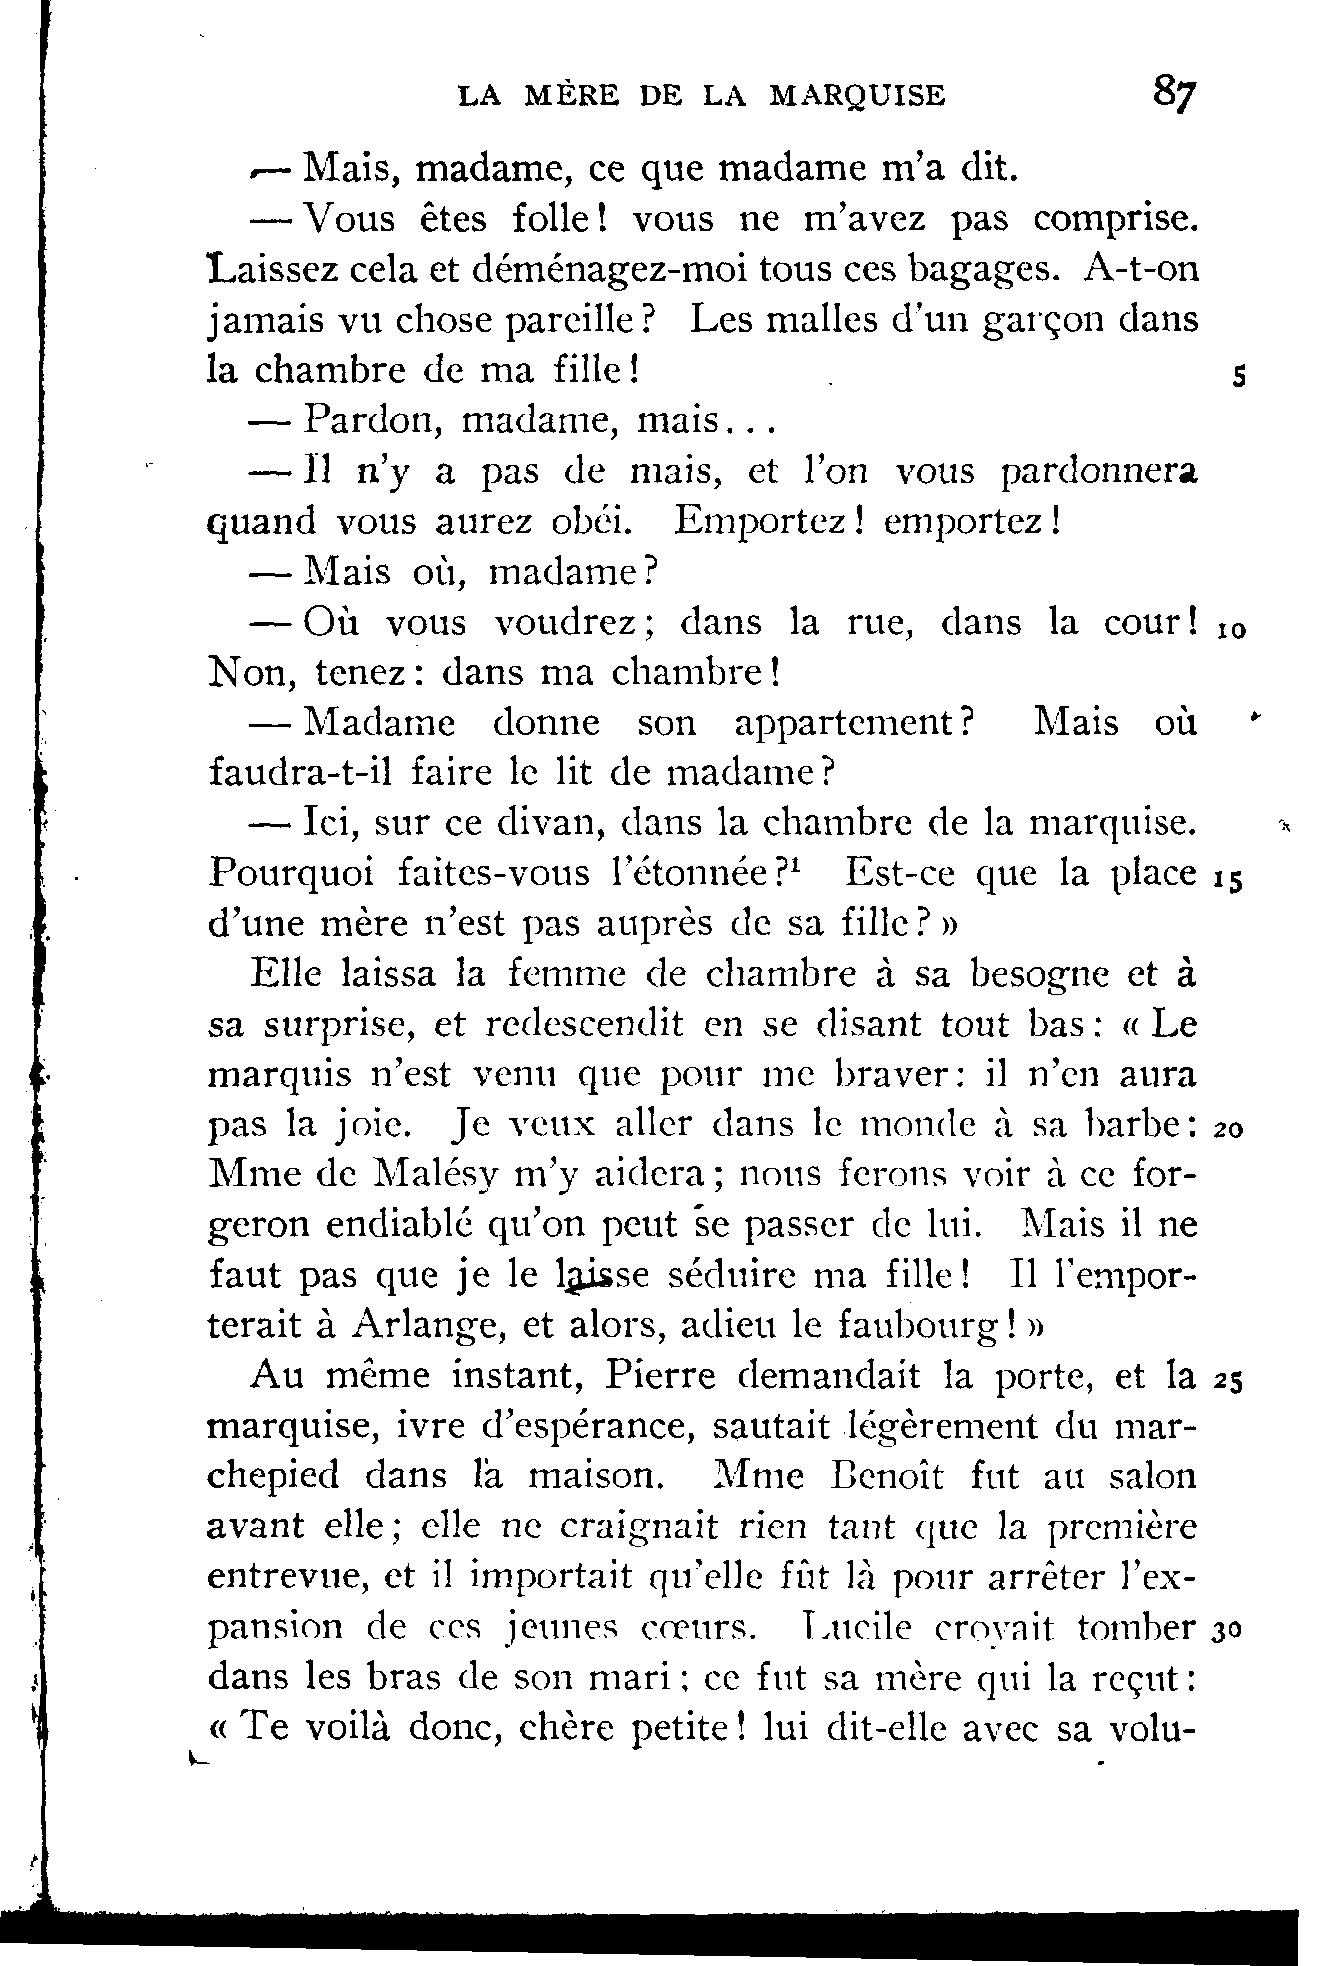 LA MÈRE DE LA MARQUISE 87
— Mais, madame, ce que madame m'a dit.
— Vous êtes folle! vous ne m'avez pas comprise.
Laissez cela et déménagez-moi tous ces bagages. A-t-on
jamais vu chose pareille? Les malles d'un garçon dans
la chambre de ma fille! 5
— Pardon, madame, mais...
— Il n'y a pas de mais, et l'on vous pardonnera
quand vous aurez obéi. Emportez! emportez!
— Mais où, madame?
— Où vous voudrez; dans la rue, dans la cour! 10
Non, tenez: dans ma chambre!
— Madame donne son appartement? Mais où
faudra-t-il faire le lit de madame?
— Ici, sur ce divan, dans la chambre de la marquise.
Pourquoi faites-vous l'étonnée?¹ Est-ce que la place 15
d'une mère n'est pas auprès de sa fille?»
Elle laissa la femme de chambre à sa besogne et à
sa surprise, et redescendit en se disant tout bas: « Le
marquis n'est venu que pour me braver: il n'en aura
pas la joie. Je veux aller dans le monde à sa barbe: 20
Mme de Malésy m'y aidera; nous ferons voir à ce for-
geron endiablé qu'on peut se passer de lui. Mais il ne
faut pas que je le laisse séduire ma fille! Il l'empor-
terait à Arlange, et alors, adieu le faubourg!»
Au même instant, Pierre demandait la porte, et la 25
marquise, ivre d'espérance, sautait légèrement du mar-
chepied dans la maison. Mme Benoît fut au salon
avant elle; elle ne craignait rien tant que la première
entrevue, et il importait qu'elle fût là pour arrêter l'ex-
pansion de ces jeunes cœurs. Lucile croyait tomber 30
dans les bras de son mari; ce fut sa mère qui la reçut:
« Te voilà donc, chère petite! lui dit-elle avec sa volu-